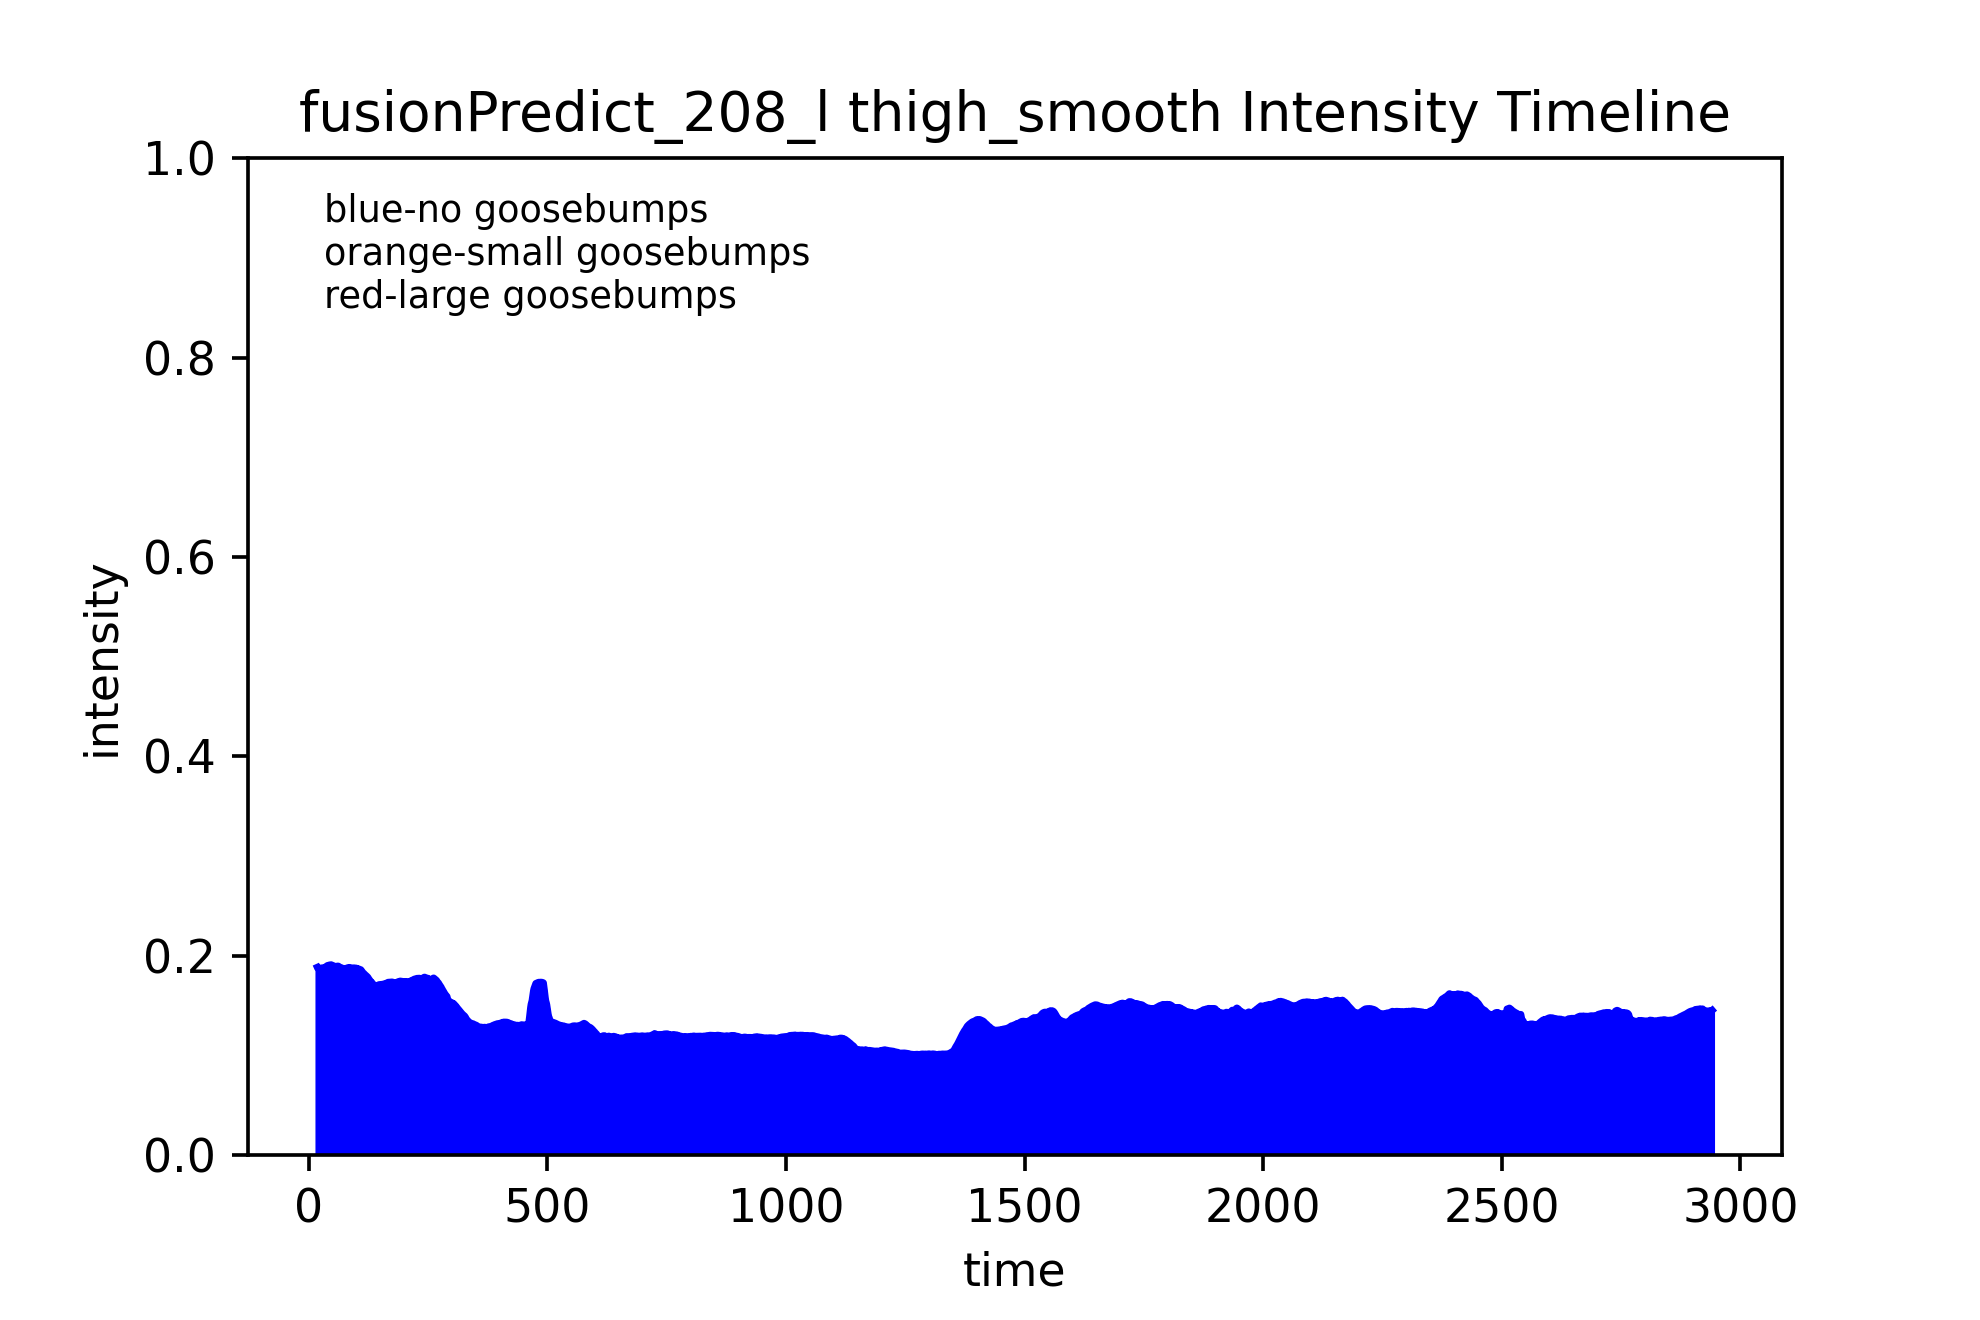 fusionPredict_208_l thigh_smooth Intensity Timeline
1.0
blue-no goosebumps
orange-small goosebumps
red-large goosebumps
0.8
0.6
intensity
0.4
0.2
0.0
0 500 1000 1500 2000 2500 3000
time